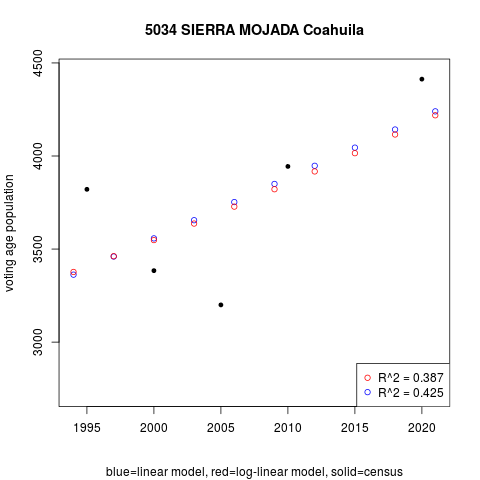 5034 SIERRA MOJADA Coahuila
voting age population
4500
4000
3500
3000
1995 2000 2005 2010 2015 2020
R^2 = 0.387
R^2 = 0.425
blue=linear model, red=log-linear model, solid=census